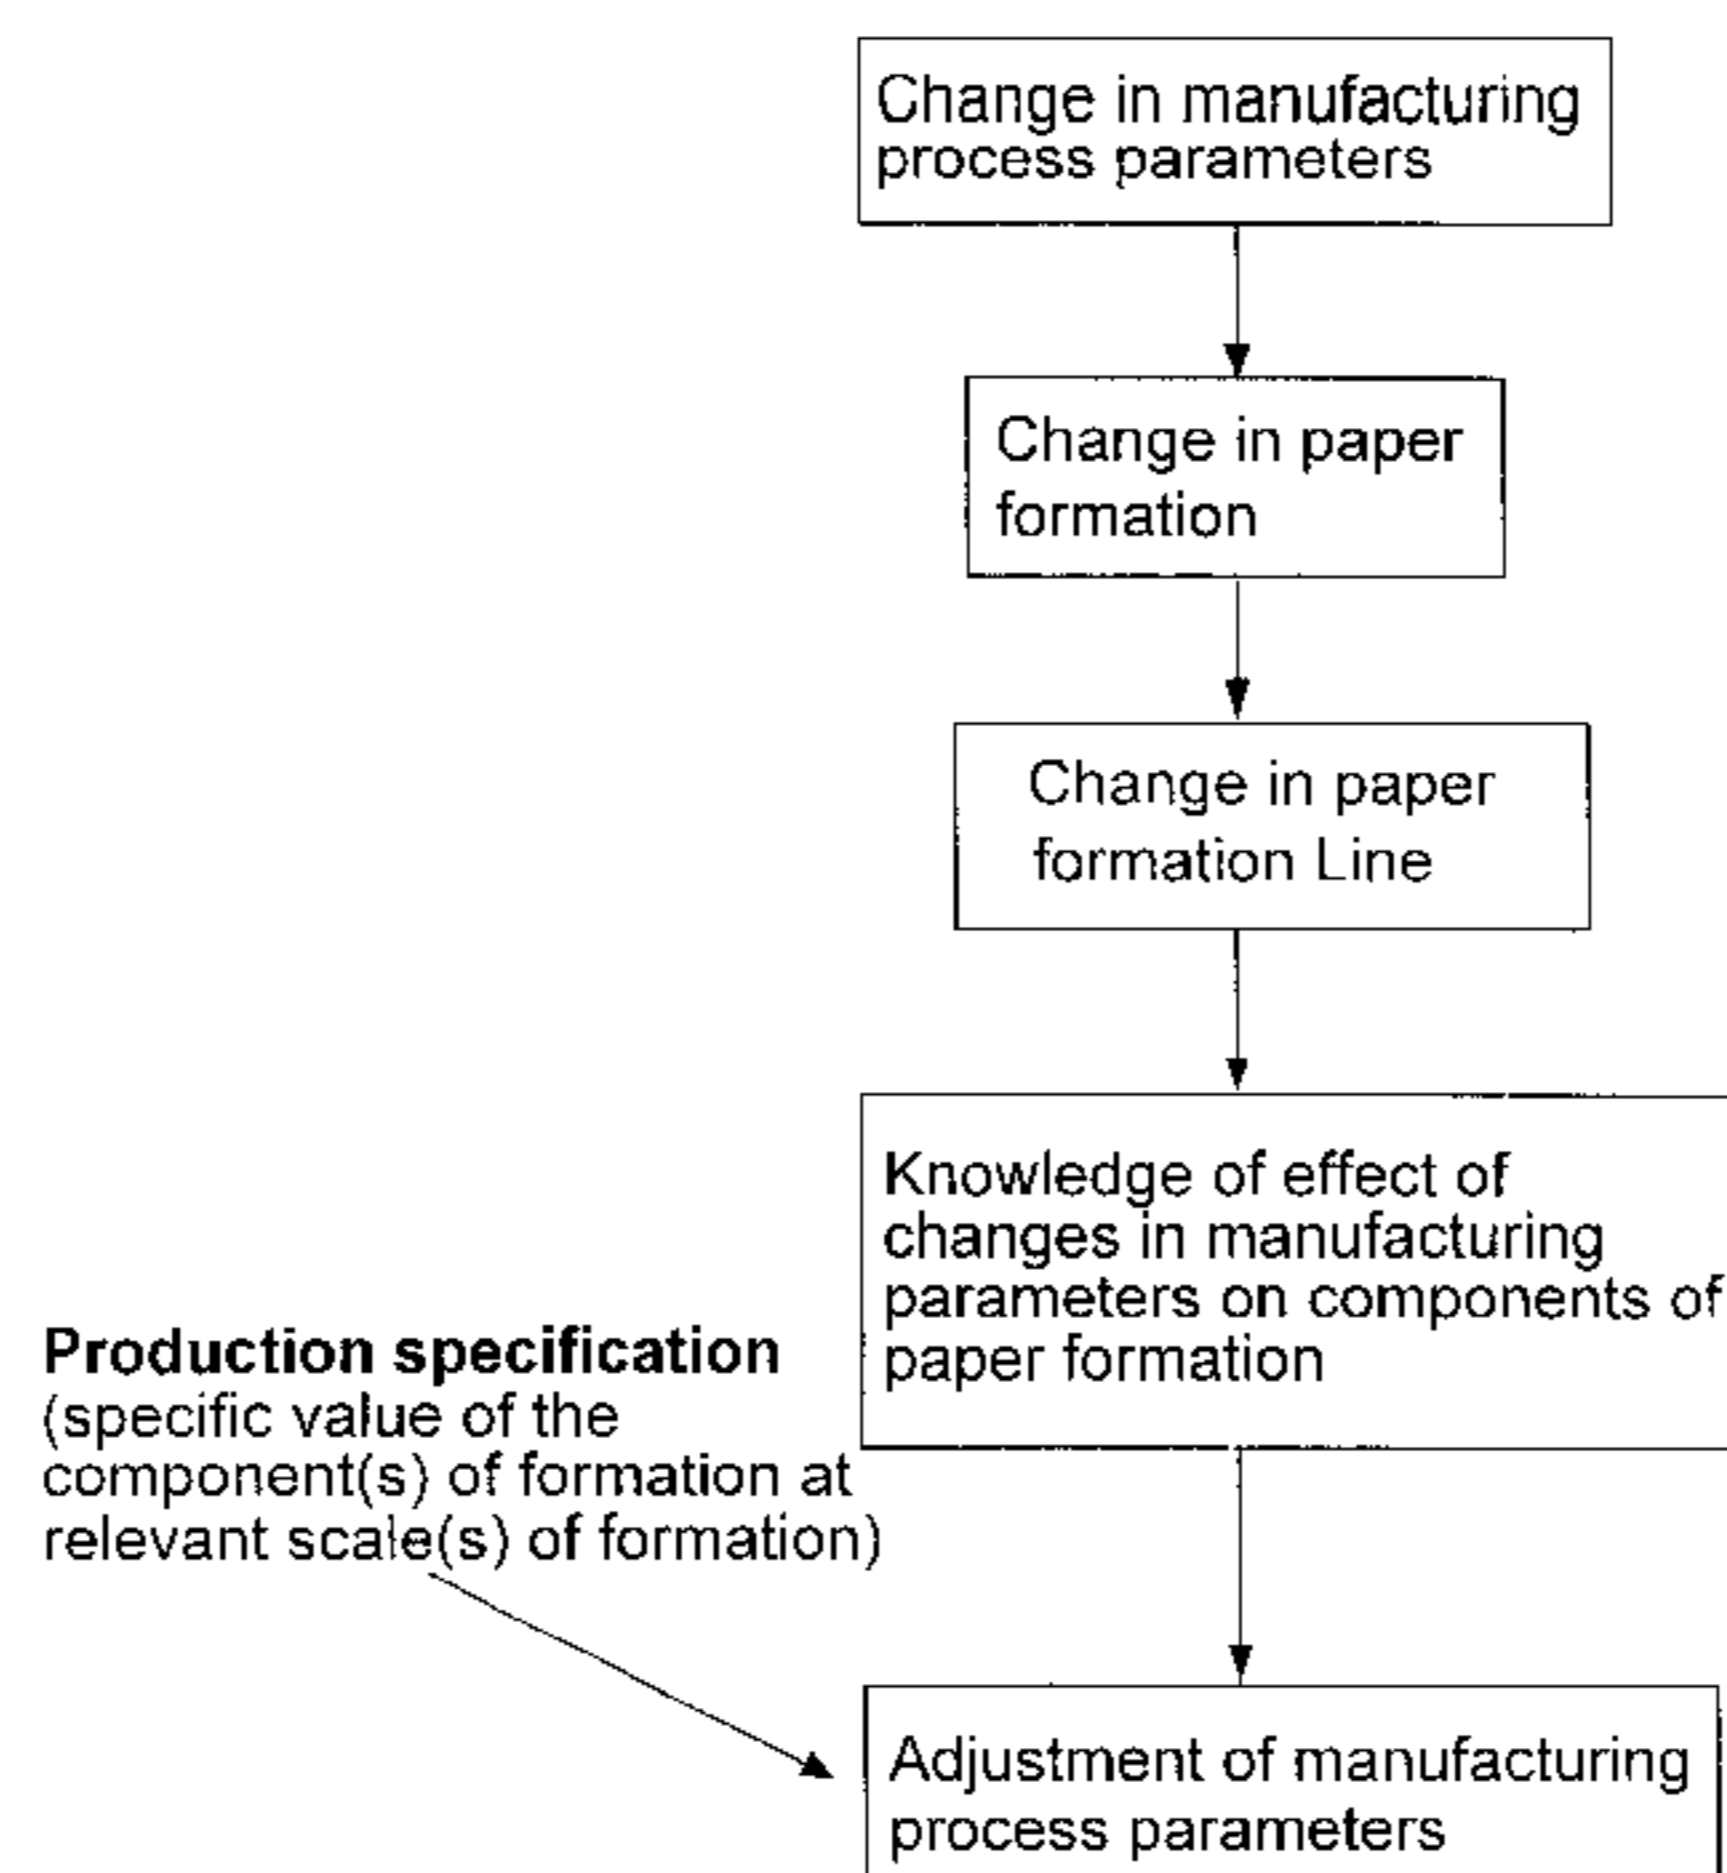 Change in manufacturing
process parameters
Change in paper
formation
Change in paper
formation Line
Knowledge of effect of
changes in manufacturing
parameters on components of
paper formation
Production specification
(specific value of the
component(s) of formation at
relevant scale(s) of formation)
Adjustment of manufacturing
process parameters